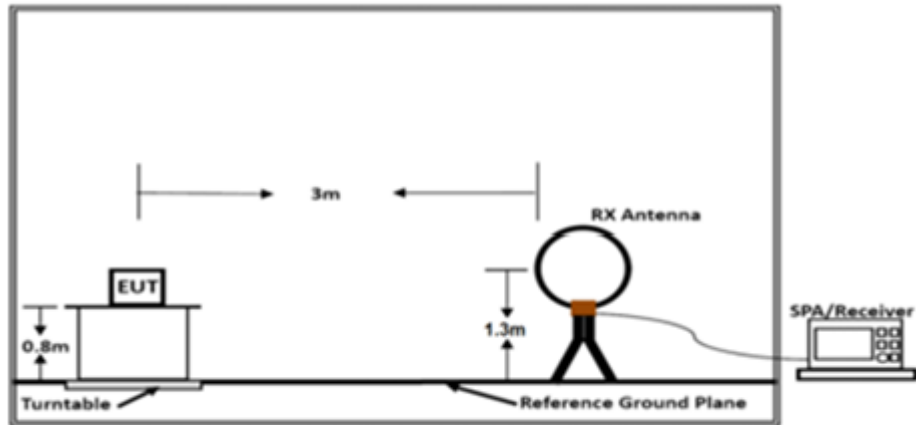 3m
RX Antenna
EUT
SPA/Receiver
1.3m
0.8m
Turntable
Reference Ground Plane